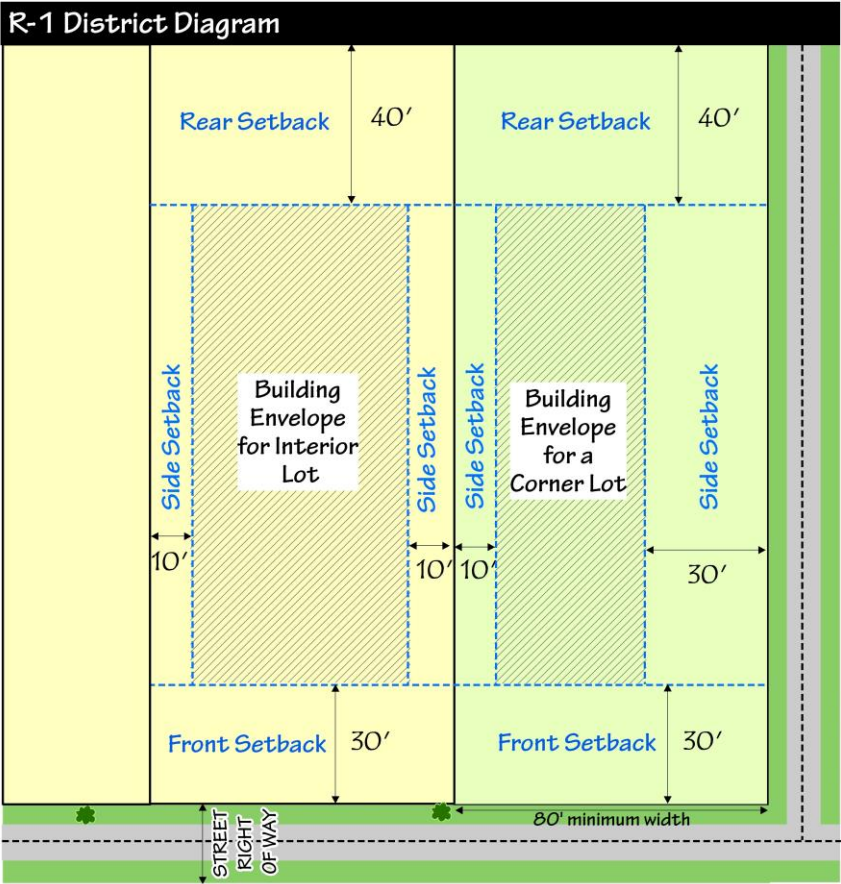 R-1 District Diagram
Rear Setback
40'
Rear Setback
40'
Side Setback
Building
Envelope
for Interior
Lot
Side Setback
Side Setback
Building
Envelope
for a
Corner Lot
Side Setback
10'
10'
10'
30'
Front Setback
30'
Front Setback
30'
80' minimum width
STREET
RIGHT
OF WAY